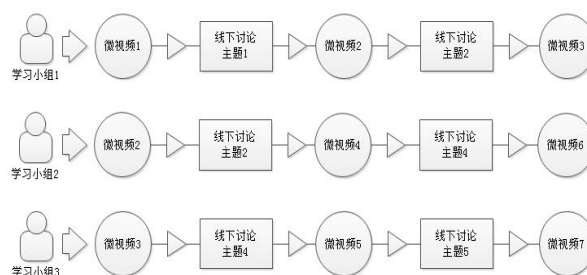 微视频1
线下讨论
主题1
微视频2
线下讨论
主题2
微视频3
学习小组1
微视频2
线下讨论
主题2
微视频4
线下讨论
主题4
微视频6
学习小组2
微视频3
线下讨论
主题4
微视频5
线下讨论
主题5
微视频7
学习小组3